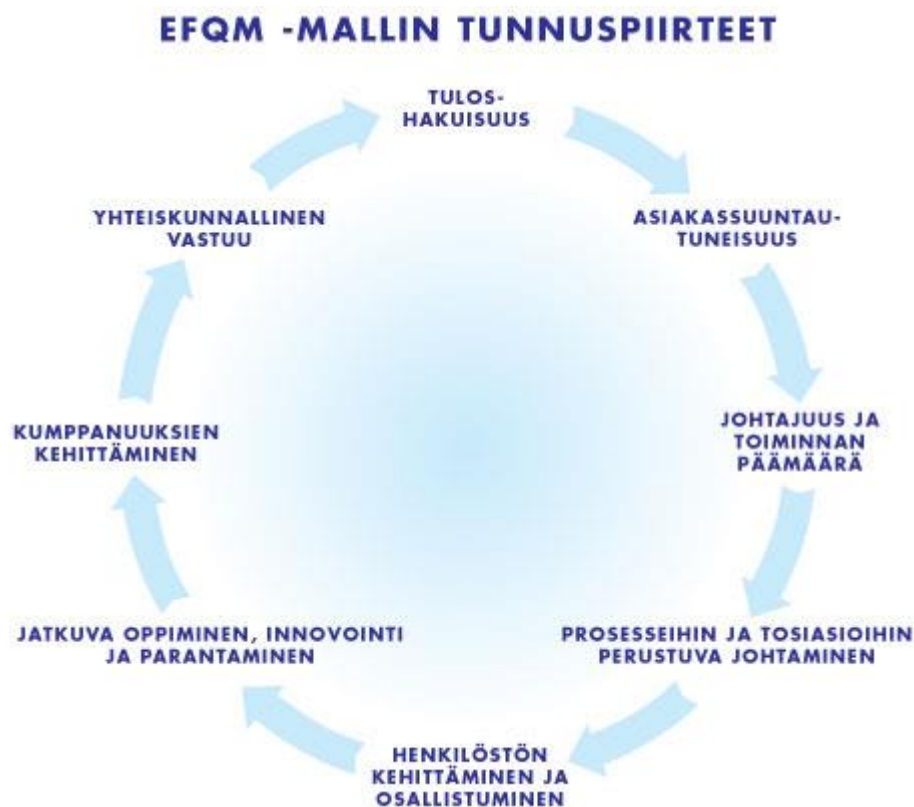 EFQM -MALLIN TUNNUSPIIRTEET
TULOS-
HAKUISUUS
ASIAKASSUUNTAU-
TUNEISUUS
JOHTAJUUS JA
TOIMINNAN
PÄÄMÄÄRÄ
PROSESSEIHIN JA TOSIASIOIHIN
PERUSTUVA JOHTAMINEN
HENKILÖSTÖN
KEHITTÄMINEN JA
OSALLISTUMINEN
JATKUVA OPPIMINEN, INNOVOINTI
JA PARANTAMINEN
KUMPPANUUKSIEN
KEHITTÄMINEN
YHTEISKUNNALLINEN
VASTUU